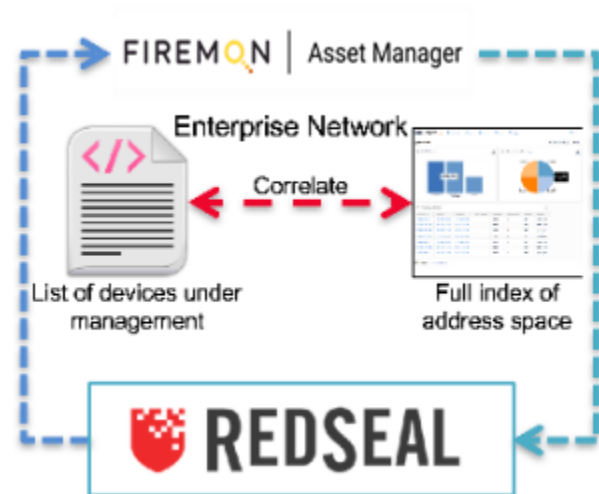 FIREMON | Asset Manager
Enterprise Network
</>
Correlate
List of devices under
management
Full index of
address space
REDSEAL